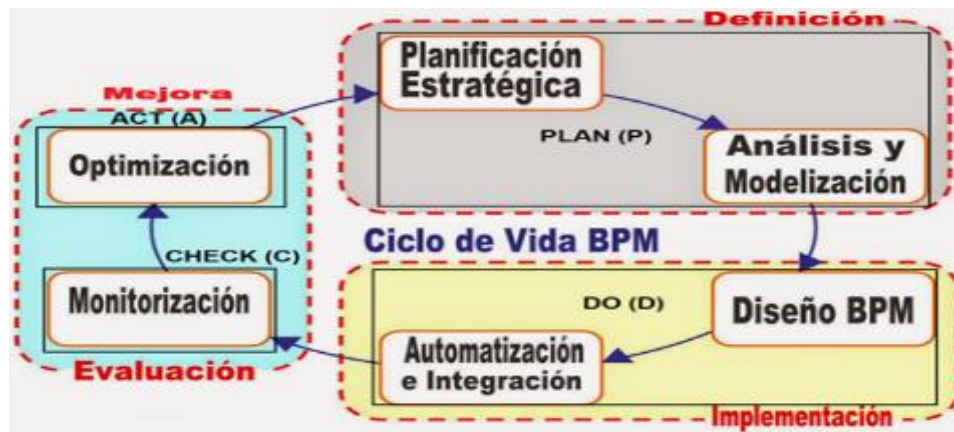 Definición
Planificación
Estratégica
Mejora
ACT (A)
PLAN (P)
Análisis y
Modelización
Optimización
Ciclo de Vida BPM
CHECK (C)
Monitorización
DO (D)
Diseño BPM
Automatización
e Integración
Evaluación
Implementación